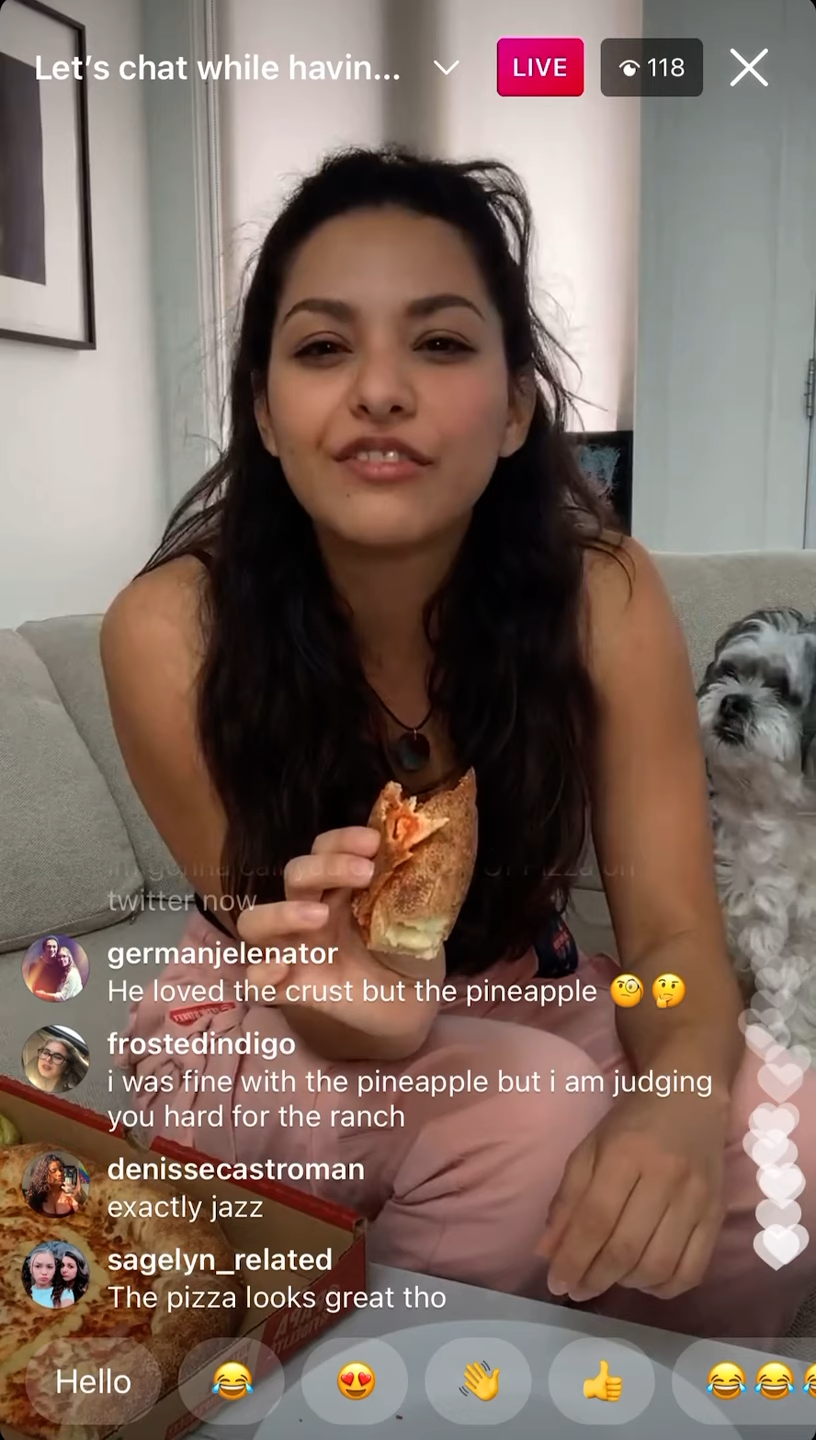 Let's chat while havin...
LIVE
118
twitter now
germanjelenator
He loved the crust but the pineapple 🧐 🤔
frostedindigo
i was fine with the pineapple but i am judging
you hard for the ranch
denissecastroman
exactly jazz
sagelyn_related
The pizza looks great tho
Hello 😂 😍 👋 👍 😂😂